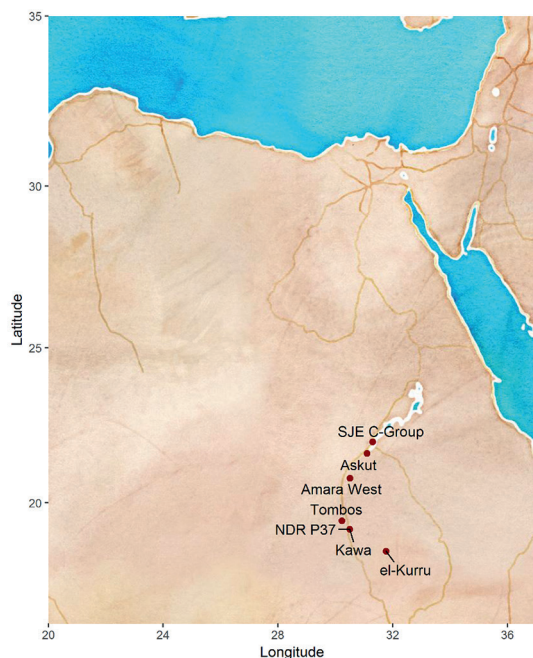 35
30
25
20
Latitude
SJE C-Group
Askut
Amara West
Tombos
NDR P37
Kawa
el-Kurru
20
24
28
32
36
Longitude